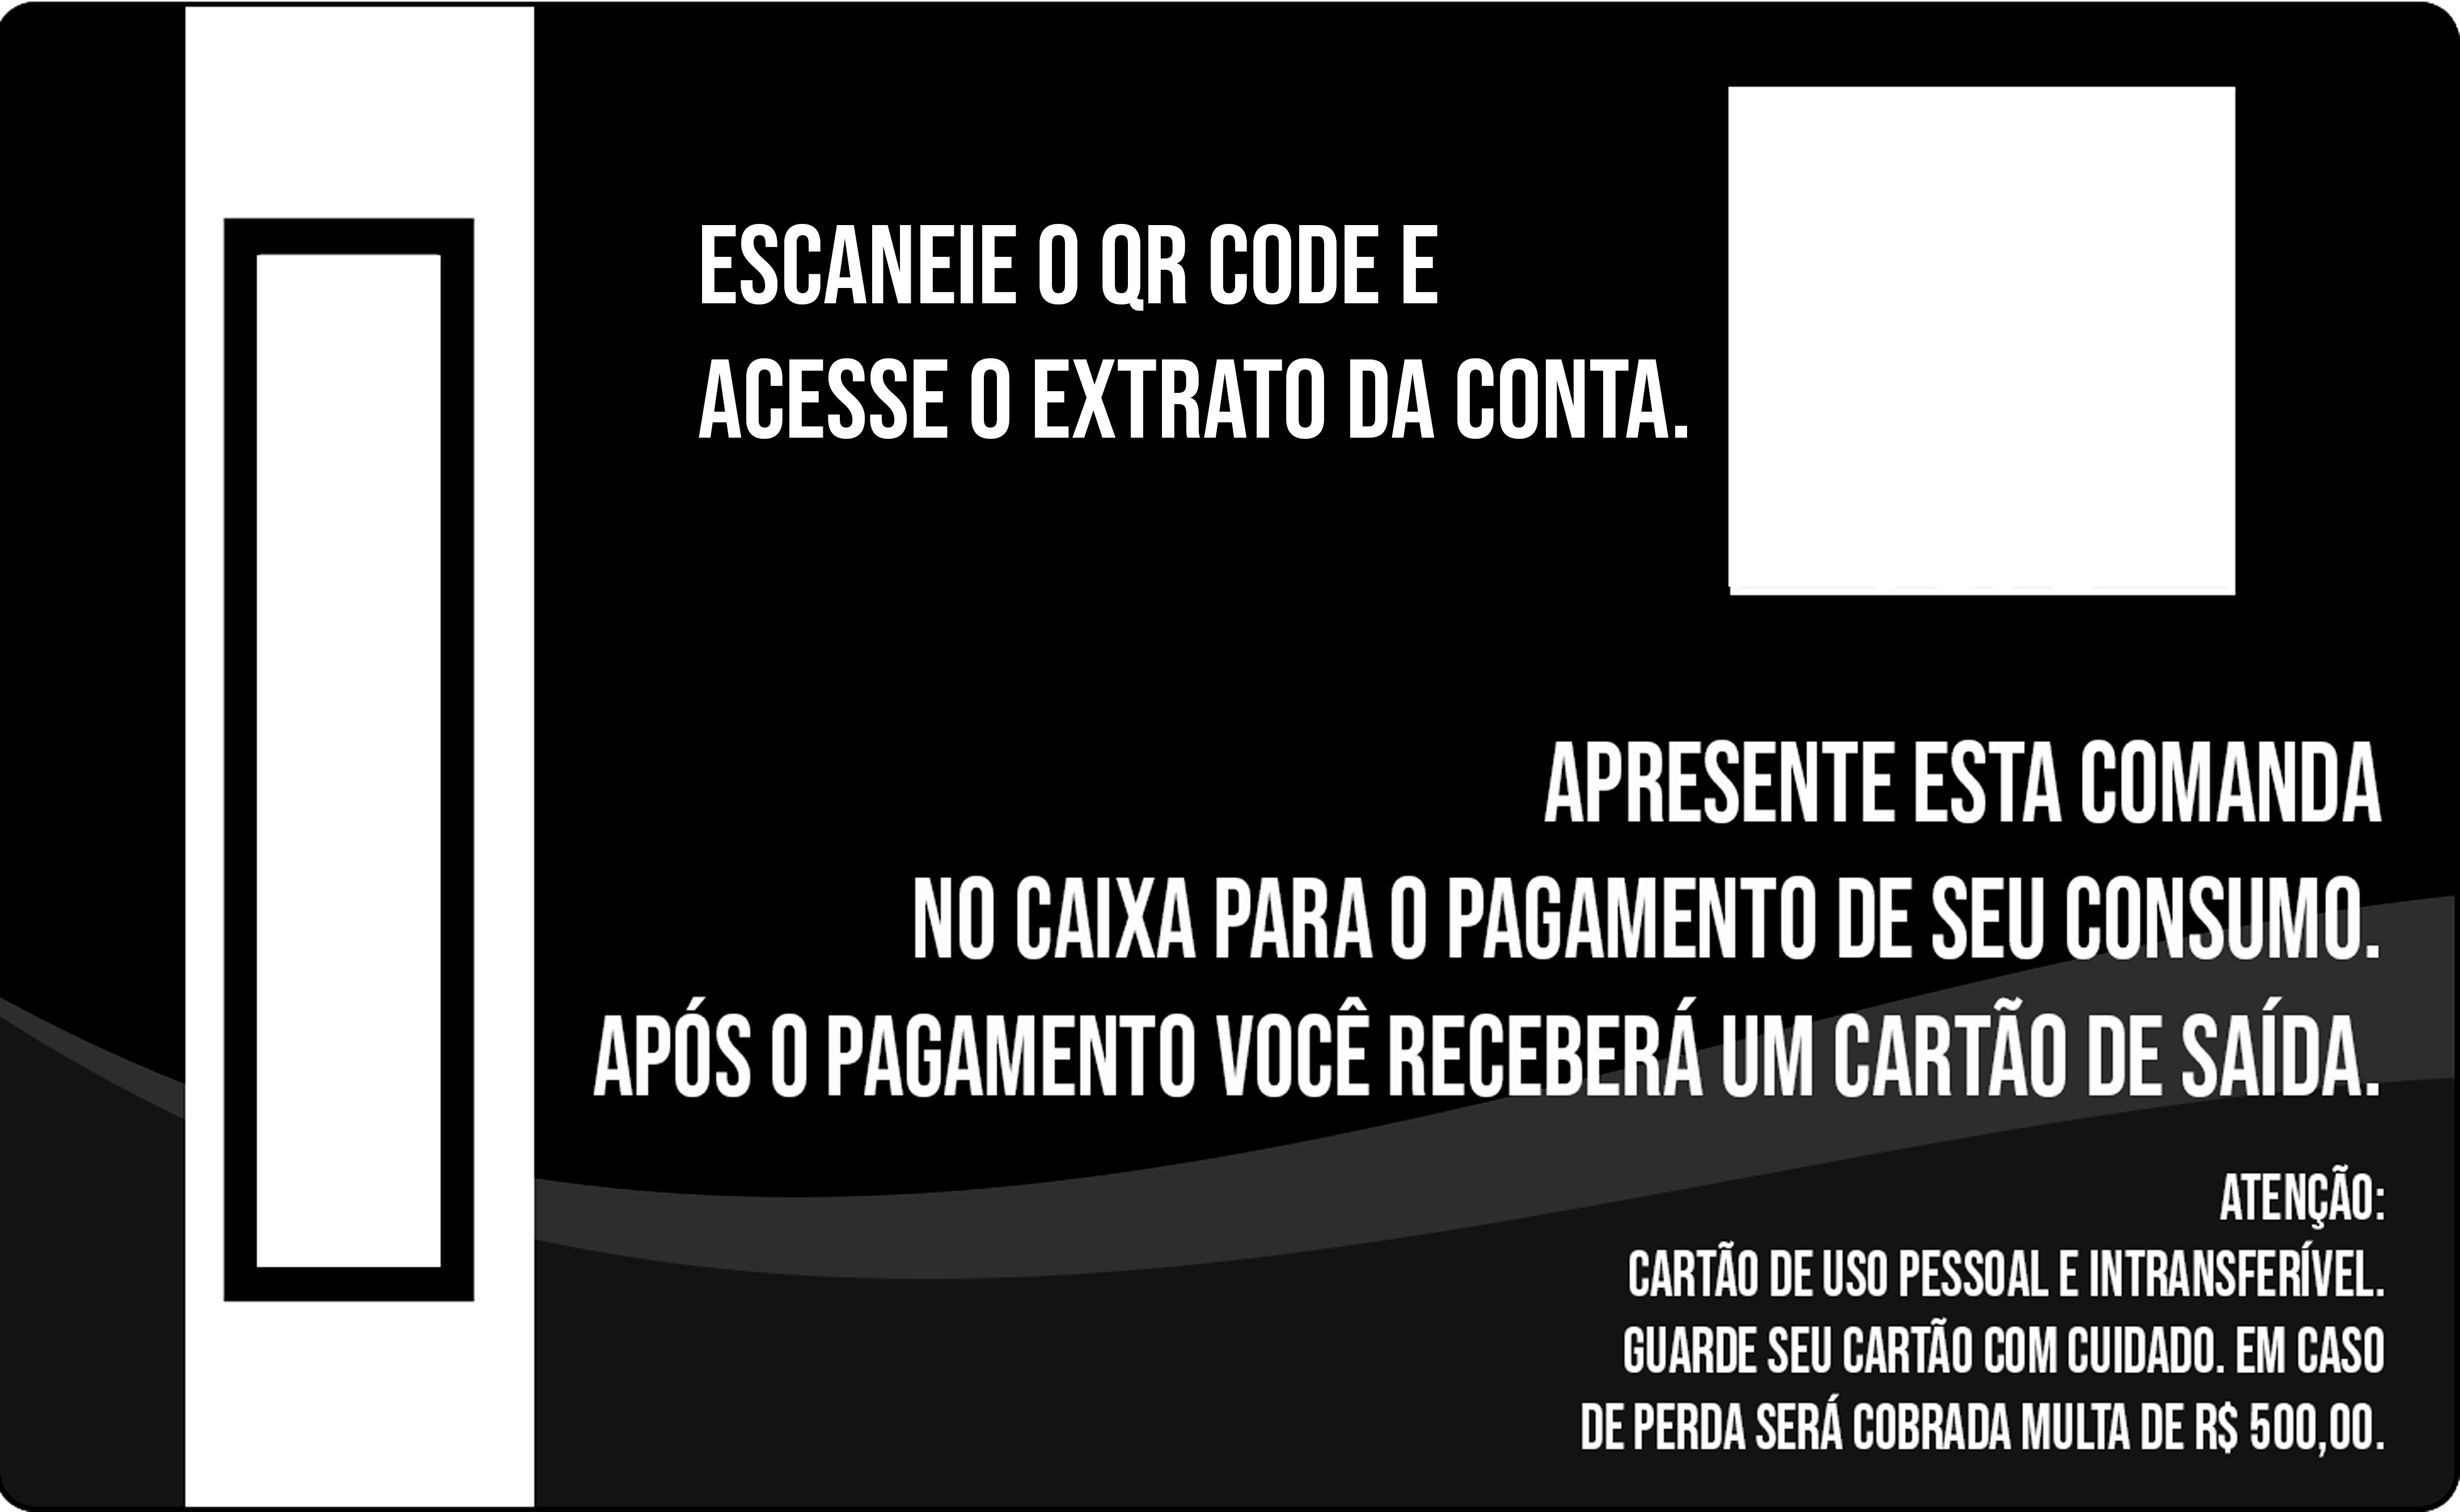 ESCANEIE O QR CODE E
ACESSE O EXTRATO DA CONTA.
APRESENTE ESTA COMANDA
NO CAIXA PARA O PAGAMENTO DE SEU CONSUMO.
APÓS O PAGAMENTO VOCÊ RECEBERÁ UM CARTÃO DE SAÍDA.
ATENÇÃO:
CARTÃO DE USO PESSOAL E INTRANSFERÍVEL.
GUARDE SEU CARTÃO COM CUIDADO. EM CASO
DE PERDA SERÁ COBRADA MULTA DE R$ 500,00.